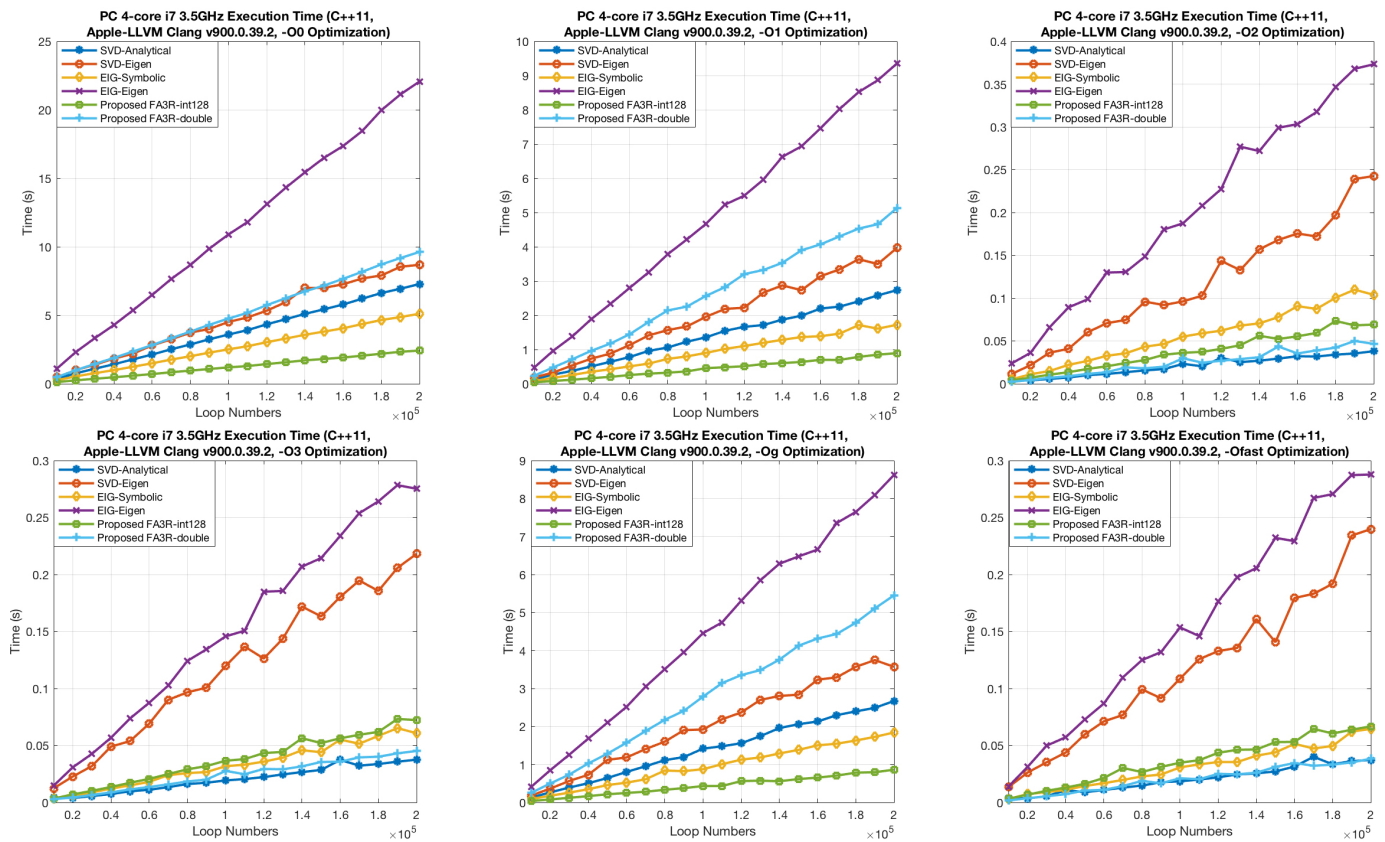 PC 4-core i7 3.5GHz Execution Time (C++11,
Apple-LLVM Clang v900.0.39.2, -O0 Optimization)
SVD-Analytical
SVD-Eigen
EIG-Symbolic
EIG-Eigen
Proposed FA3R-int128
Proposed FA3R-double
Time (s)
25
20
15
10
5
0
0.2 0.4 0.6 0.8 1 1.2 1.4 1.6 1.8 2
Loop Numbers
×10^5
PC 4-core i7 3.5GHz Execution Time (C++11,
Apple-LLVM Clang v900.0.39.2, -O1 Optimization)
SVD-Analytical
SVD-Eigen
EIG-Symbolic
EIG-Eigen
Proposed FA3R-int128
Proposed FA3R-double
Time (s)
10
9
8
7
6
5
4
3
2
1
0
0.2 0.4 0.6 0.8 1 1.2 1.4 1.6 1.8 2
Loop Numbers
×10^5
PC 4-core i7 3.5GHz Execution Time (C++11,
Apple-LLVM Clang v900.0.39.2, -O2 Optimization)
SVD-Analytical
SVD-Eigen
EIG-Symbolic
EIG-Eigen
Proposed FA3R-int128
Proposed FA3R-double
Time (s)
0.4
0.35
0.3
0.25
0.2
0.15
0.1
0.05
0
0.2 0.4 0.6 0.8 1 1.2 1.4 1.6 1.8 2
Loop Numbers
×10^5
PC 4-core i7 3.5GHz Execution Time (C++11,
Apple-LLVM Clang v900.0.39.2, -O3 Optimization)
SVD-Analytical
SVD-Eigen
EIG-Symbolic
EIG-Eigen
Proposed FA3R-int128
Proposed FA3R-double
Time (s)
0.3
0.25
0.2
0.15
0.1
0.05
0
0.2 0.4 0.6 0.8 1 1.2 1.4 1.6 1.8 2
Loop Numbers
×10^5
PC 4-core i7 3.5GHz Execution Time (C++11,
Apple-LLVM Clang v900.0.39.2, -Og Optimization)
SVD-Analytical
SVD-Eigen
EIG-Symbolic
EIG-Eigen
Proposed FA3R-int128
Proposed FA3R-double
Time (s)
9
8
7
6
5
4
3
2
1
0
0.2 0.4 0.6 0.8 1 1.2 1.4 1.6 1.8 2
Loop Numbers
×10^5
PC 4-core i7 3.5GHz Execution Time (C++11,
Apple-LLVM Clang v900.0.39.2, -Ofast Optimization)
SVD-Analytical
SVD-Eigen
EIG-Symbolic
EIG-Eigen
Proposed FA3R-int128
Proposed FA3R-double
Time (s)
0.3
0.25
0.2
0.15
0.1
0.05
0
0.2 0.4 0.6 0.8 1 1.2 1.4 1.6 1.8 2
Loop Numbers
×10^5